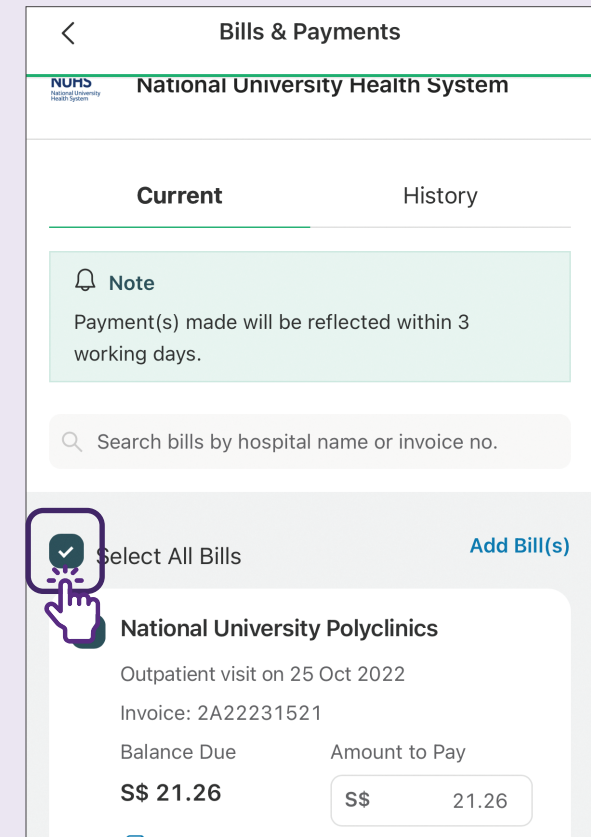 Bills & Payments
NUHS
National University
Health System
National University Health System
Current
History
Note
Payment(s) made will be reflected within 3
working days.
Search bills by hospital name or invoice no.
Select All Bills
Add Bill(s)
National University Polyclinics
Outpatient visit on 25 Oct 2022
Invoice: 2A22231521
Balance Due
Amount to Pay
S$ 21.26
S$ 21.26